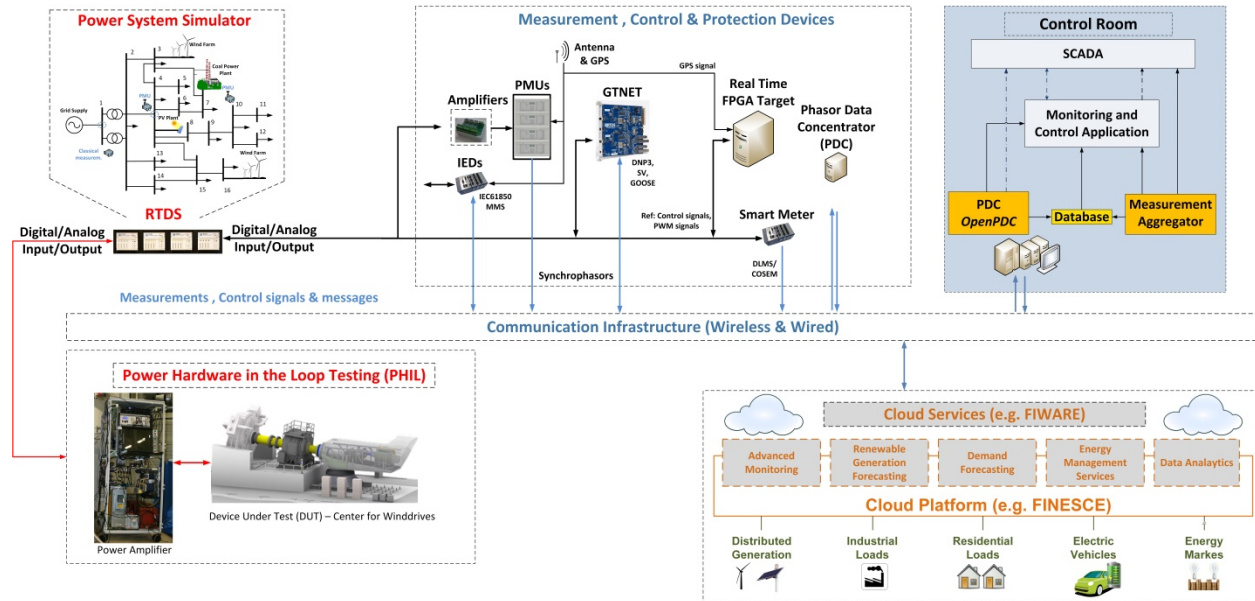 Power System Simulator
Wind Farm
Coal Power
Plant
PMU
PMU
PV Plant
Grid Supply
Classical
measurem.
Wind Farm
1
2
3
4
5
6
7
8
9
10
11
12
13
14
15
16
RTDS
Digital/Analog
Input/Output
Digital/Analog
Input/Output
Measurement , Control & Protection Devices
Antenna
& GPS
GPS signal
Amplifiers
PMUs
GTNET
Real Time
FPGA Target
Phasor Data
Concentrator
(PDC)
IEDs
IEC61850
MMS
DNP3,
SV,
GOOSE
Ref: Control signals,
PWM signals
Smart Meter
DLMS/
COSEM
Synchrophasors
Control Room
SCADA
Monitoring and
Control Application
PDC
OpenPDC
Database
Measurement
Aggregator
Measurements , Control signals & messages
Communication Infrastructure (Wireless & Wired)
Power Hardware in the Loop Testing (PHIL)
Device Under Test (DUT) – Center for Winddrives
Power Amplifier
Cloud Services (e.g. FIWARE)
Advanced
Monitoring
Renewable
Generation
Forecasting
Demand
Forecasting
Energy
Management
Services
Data Analaytics
Cloud Platform (e.g. FINESCE)
Distributed
Generation
Industrial
Loads
Residential
Loads
Electric
Vehicles
Energy
Markes